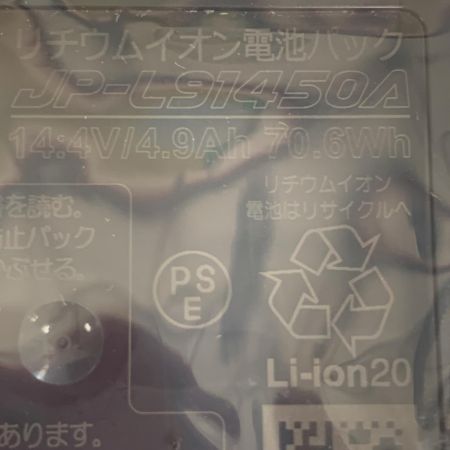 リチウムイオン電池パック
JP-L91450A
14.4V/4.9Ah 70.6Wh
リチウムイオン
電池はリサイクルへ
を読む。
止パック
ぶせる。
PS
E
Li-ion20
あります。